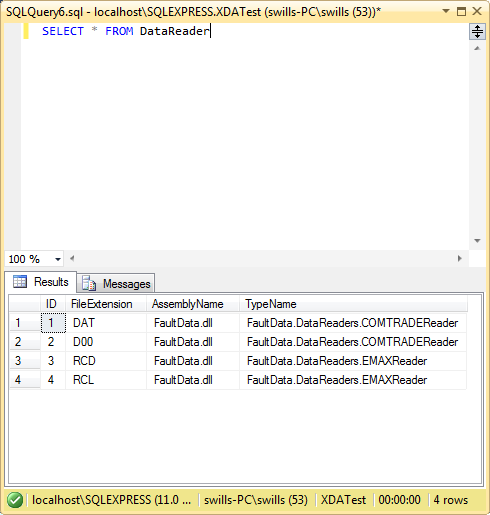 SQLQuery6.sql - localhost\SQLEXPRESS.XDATest (swills-PC\swills (53))*
SELECT * FROM DataReader
100 %
Results Messages
ID FileExtension AssemblyName TypeName
1 1 DAT FaultData.dll FaultData.DataReaders.COMTRADEReader
2 2 D00 FaultData.dll FaultData.DataReaders.COMTRADEReader
3 3 RCD FaultData.dll FaultData.DataReaders.EMAXReader
4 4 RCL FaultData.dll FaultData.DataReaders.EMAXReader
localhost\SQLEXPRESS (11.0 ... swills-PC\swills (53) XDATest 00:00:00 4 rows